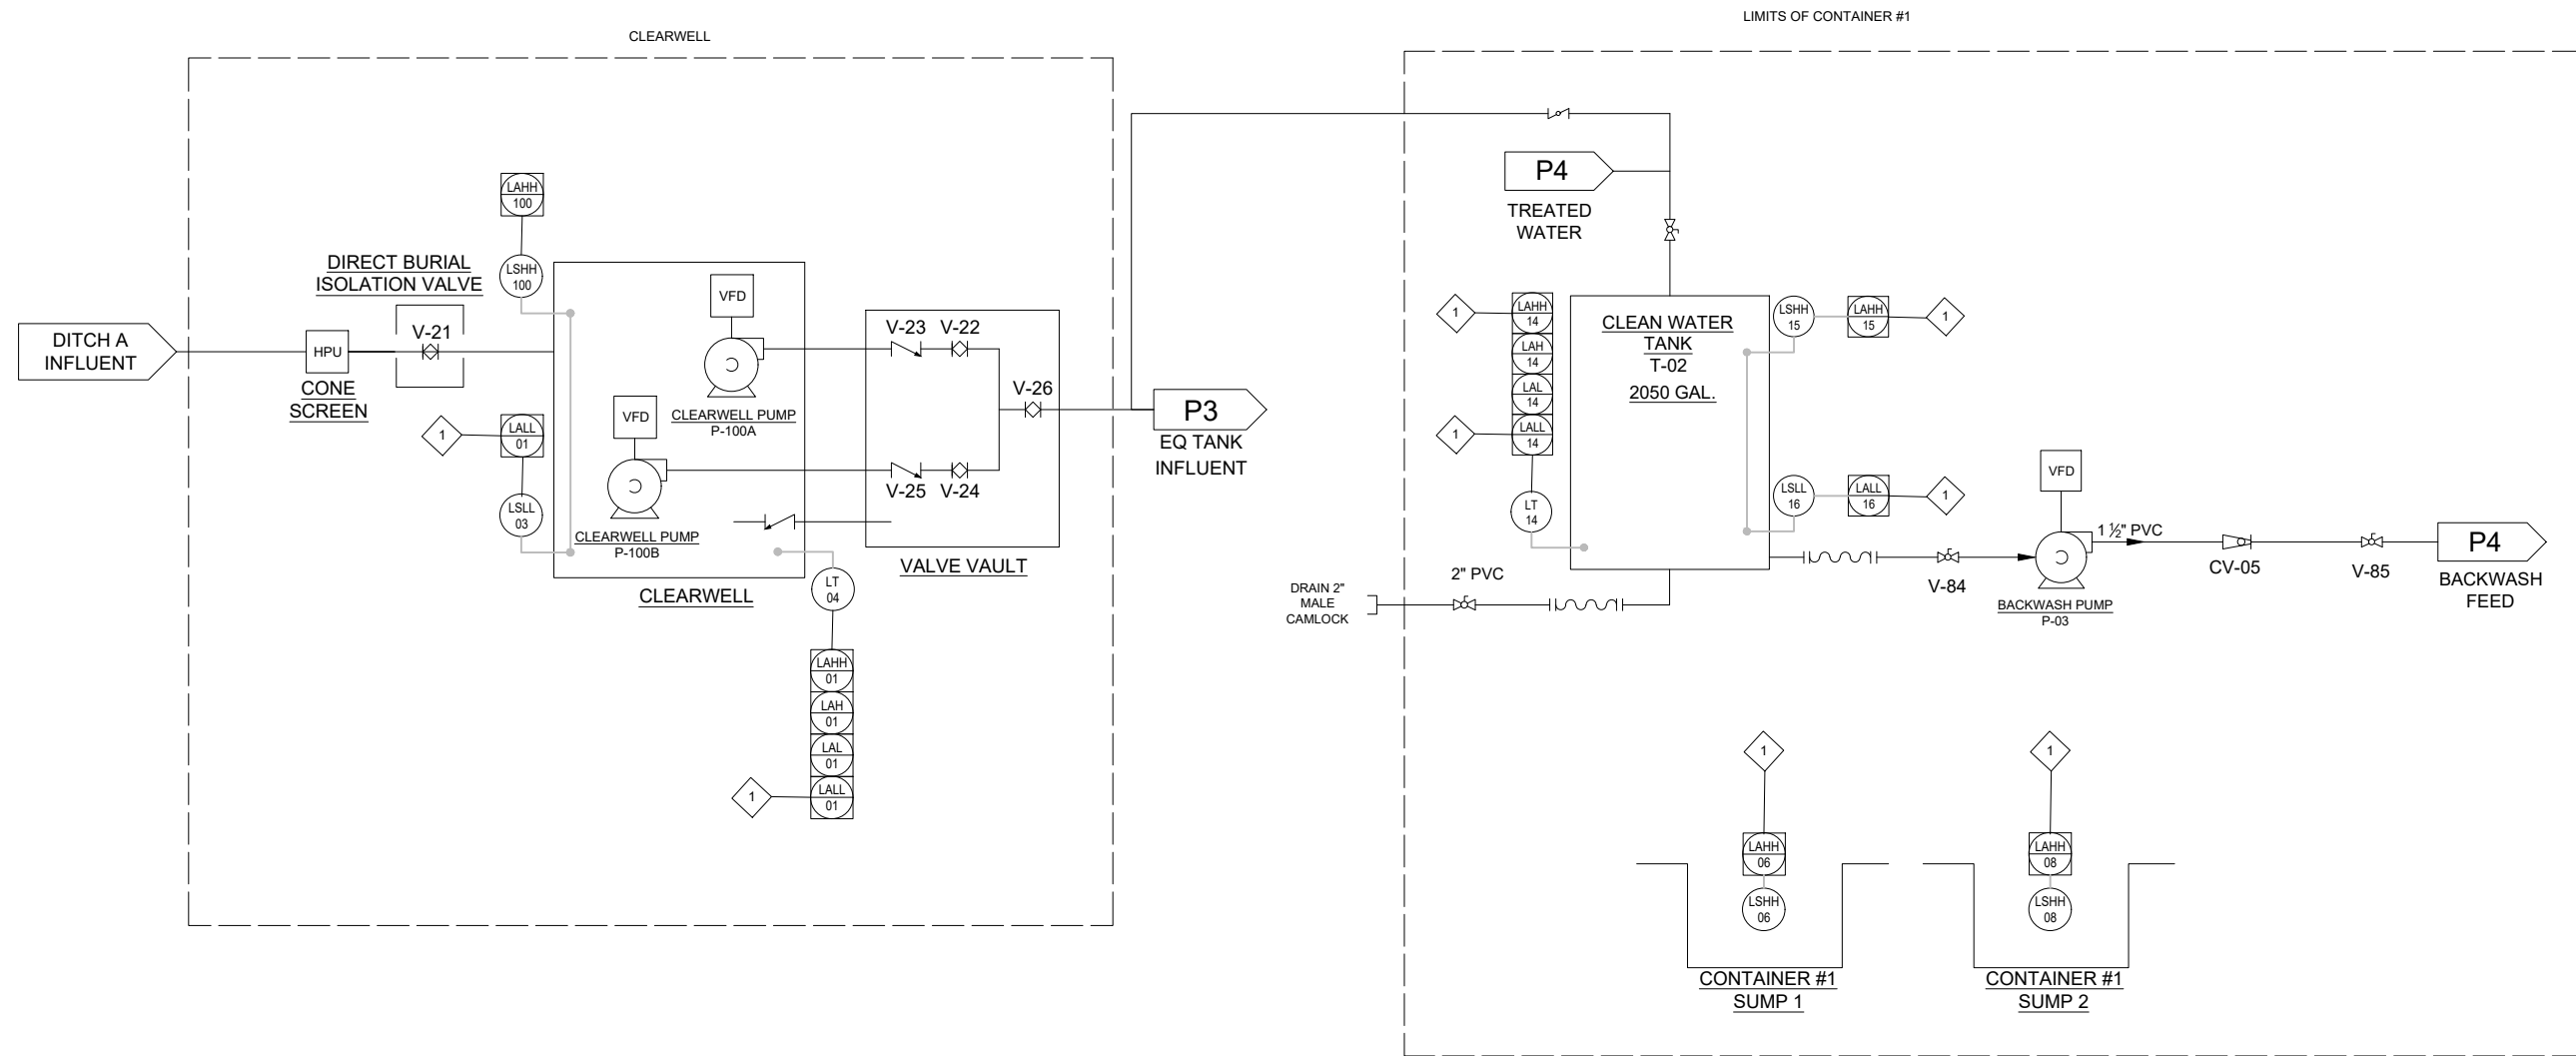 LIMITS OF CONTAINER #1
CLEARWELL
DITCH A
INFLUENT
HPU
CONE
SCREEN
DIRECT BURIAL
ISOLATION VALVE
V-21
LAHH
100
LSHH
100
1
LALL
01
LSLL
03
VFD
CLEARWELL PUMP
P-100A
VFD
CLEARWELL PUMP
P-100B
CLEARWELL
V-23
V-22
V-26
V-25
V-24
VALVE VAULT
LT
04
LAHH
01
LAH
01
LAL
01
1
LALL
01
P3
EQ TANK
INFLUENT
P4
TREATED
WATER
1
LAHH
14
LAH
14
LAL
14
1
LALL
14
LT
14
CLEAN WATER
TANK
T-02
2050 GAL.
LSHH
15
LAHH
15
1
LSLL
16
LALL
16
1
DRAIN 2"
MALE
CAMLOCK
2" PVC
V-84
VFD
BACKWASH PUMP
P-03
1 ½" PVC
CV-05
V-85
P4
BACKWASH
FEED
1
LAHH
06
LSHH
06
CONTAINER #1
SUMP 1
1
LAHH
08
LSHH
08
CONTAINER #1
SUMP 2